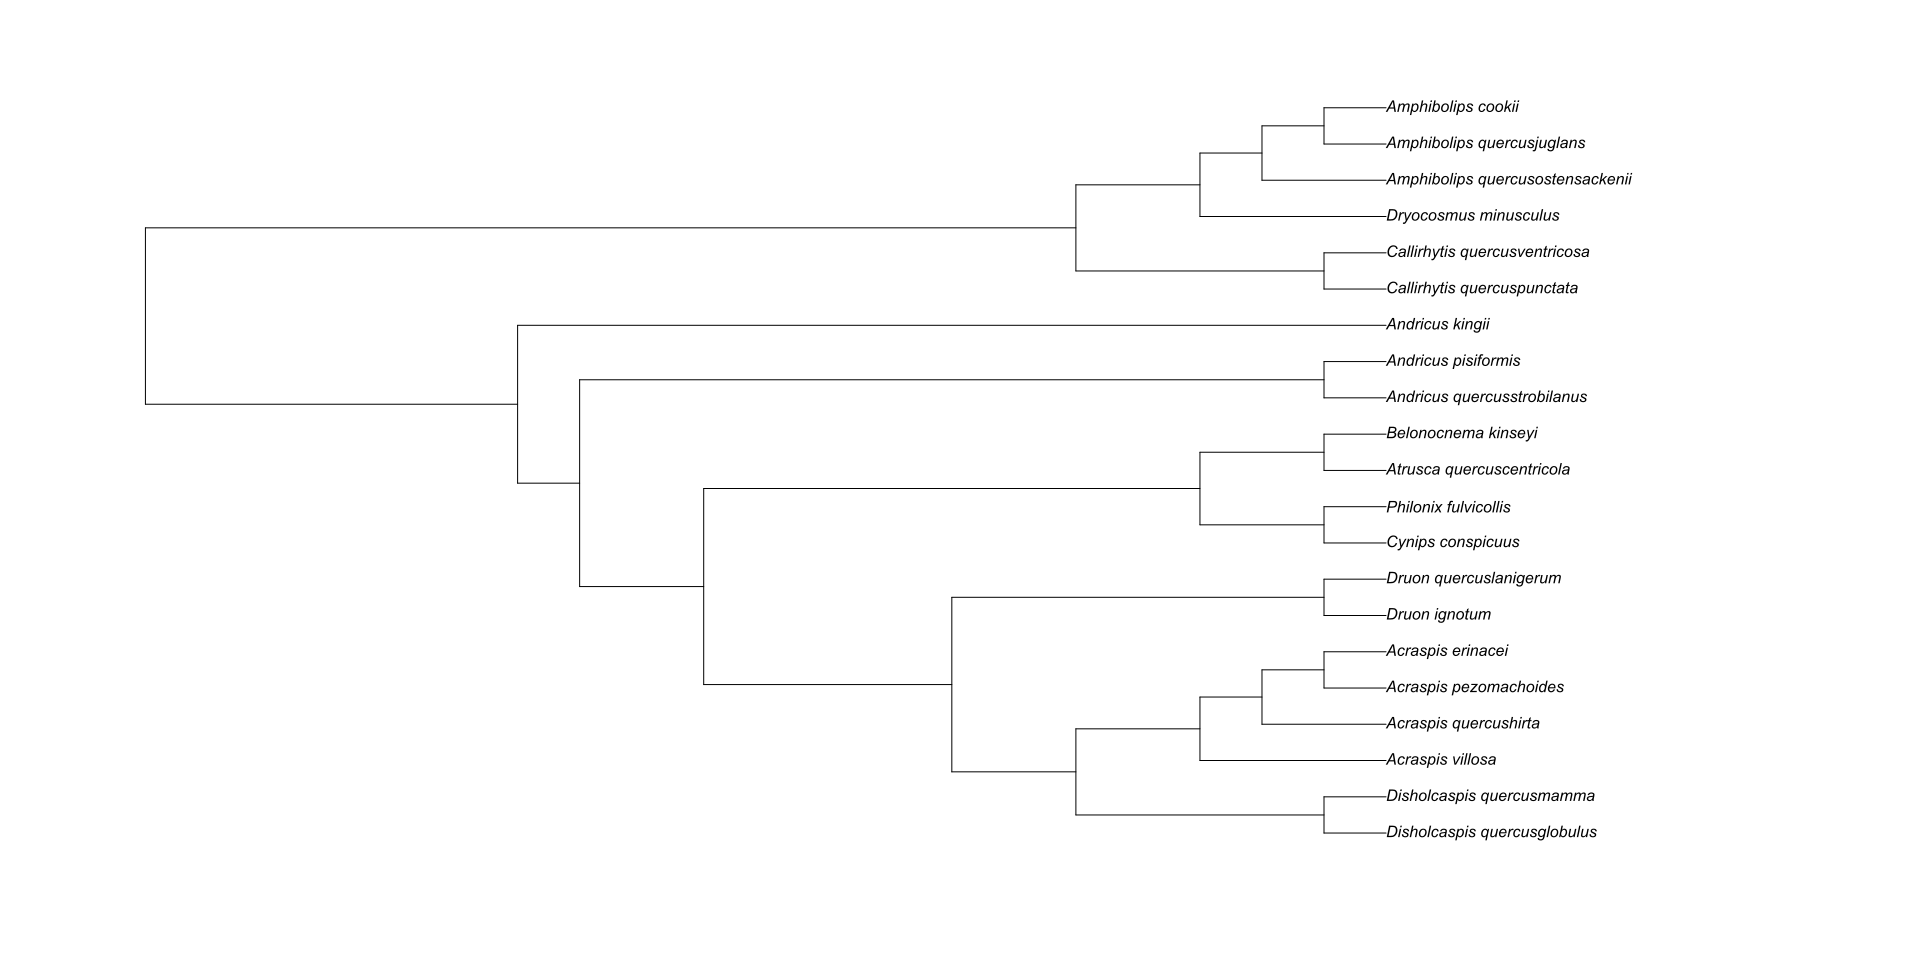 Amphibolips cookii
Amphibolips quercusjuglans
Amphibolips quercusostensackenii
Dryocosmus minusculus
Callirhytis quercusventricosa
Callirhytis quercuspunctata
Andricus kingii
Andricus pisiformis
Andricus quercusstrobilanus
Belonocnema kinseyi
Atrusca quercuscentricola
Philonix fulvicollis
Cynips conspicuus
Druon quercuslanigerum
Druon ignotum
Acraspis erinacei
Acraspis pezomachoides
Acraspis quercushirta
Acraspis villosa
Disholcaspis quercusmamma
Disholcaspis quercusglobulus